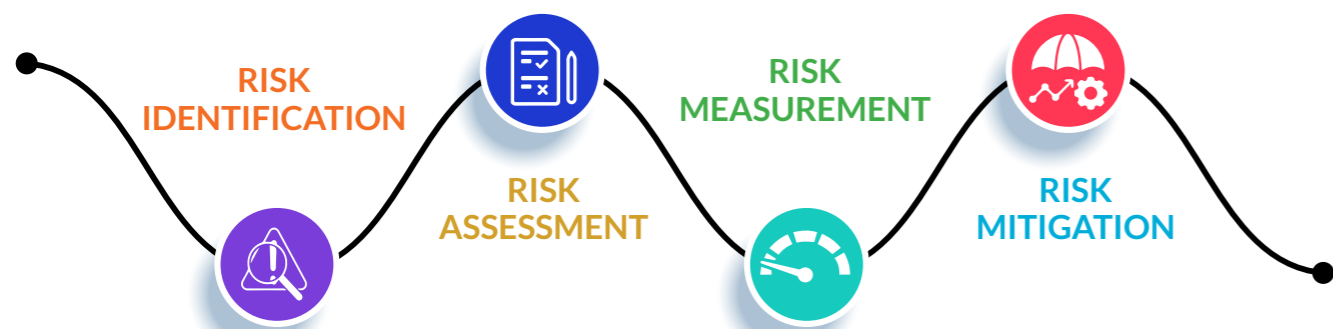 RISK
IDENTIFICATION
RISK
ASSESSMENT
RISK
MEASUREMENT
RISK
MITIGATION